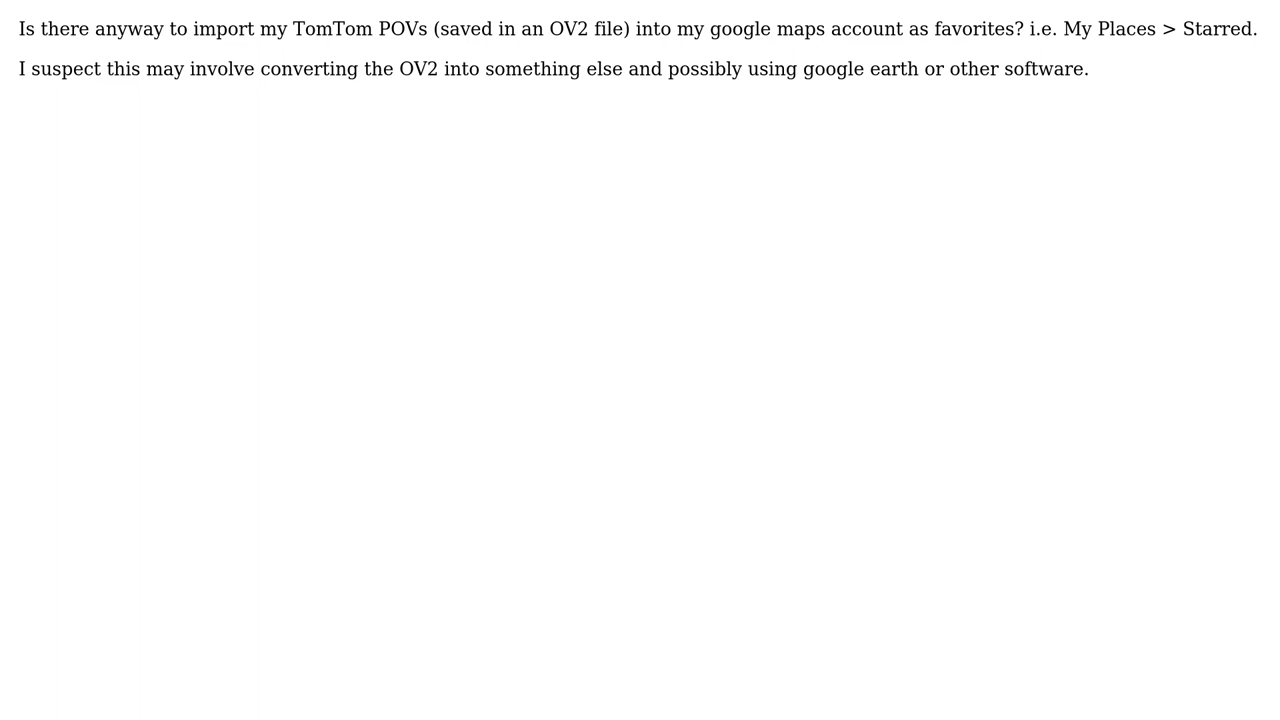 Is there anyway to import my TomTom POVs (saved in an OV2 file) into my google maps account as favorites? i.e. My Places > Starred.
I suspect this may involve converting the OV2 into something else and possibly using google earth or other software.